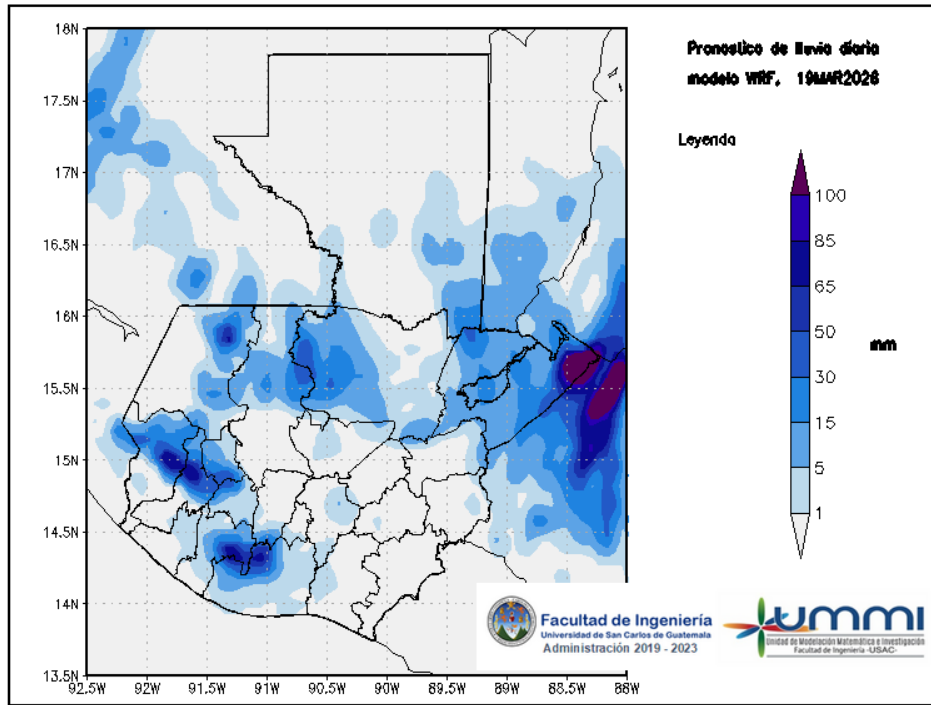 Pronostico de lluvia diaria
modelo WRF, 19MAR2026
Leyenda
100
85
65
50
30
15
5
1
mm
18N
17.5N
17N
16.5N
16N
15.5N
15N
14.5N
14N
13.5N
92.5W
92W
91.5W
91W
90.5W
90W
89.5W
89W
88.5W
88W
Facultad de Ingeniería
Universidad de San Carlos de Guatemala
Administración 2019 - 2023
ummi
Unidad de Modelación Matemática e Investigación
Facultad de Ingeniería -USAC-